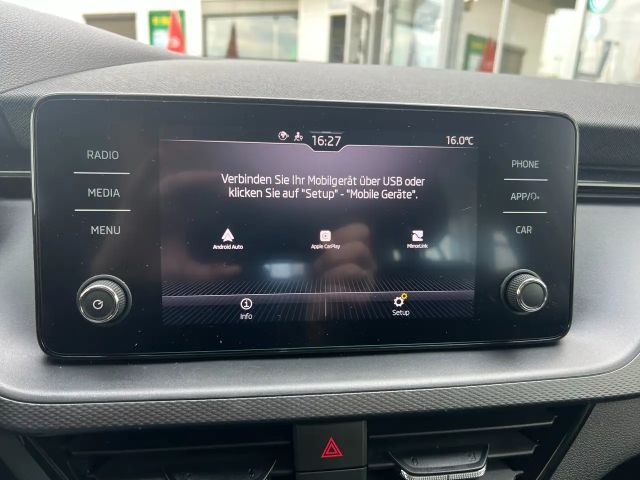 16:27
16.0°C
RADIO
MEDIA
MENU
Verbinden Sie Ihr Mobilgerät über USB oder
klicken Sie auf "Setup" - "Mobile Geräte".
Android Auto
Apple CarPlay
MirrorLink
Info
Setup
PHONE
APP/
CAR